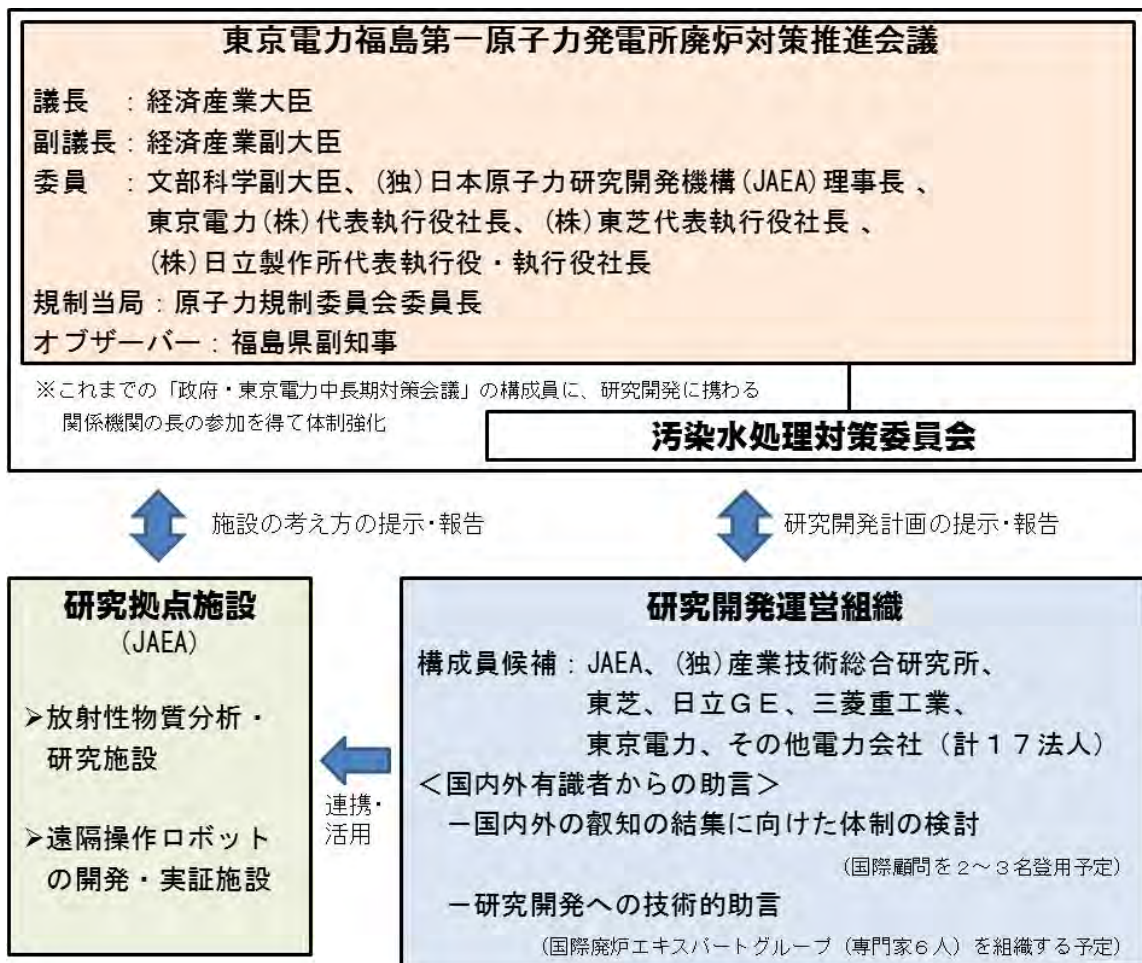 東京電力福島第一原子力発電所廃炉対策推進会議
議長　：経済産業大臣
副議長：経済産業副大臣
委員　：文部科学副大臣、(独)日本原子力研究開発機構(JAEA)理事長 、
東京電力(株)代表執行役社長、(株)東芝代表執行役社長 、
(株)日立製作所代表執行役・執行役社長
規制当局：原子力規制委員会委員長
オブザーバー：福島県副知事
※これまでの「政府・東京電力中長期対策会議」の構成員に、研究開発に携わる
関係機関の長の参加を得て体制強化
汚染水処理対策委員会
施設の考え方の提示・報告
研究開発計画の提示・報告
研究拠点施設
(JAEA)
➢放射性物質分析・
研究施設
➢遠隔操作ロボット
の開発・実証施設
連携・
活用
研究開発運営組織
構成員候補：JAEA、(独)産業技術総合研究所、
東芝、日立ＧＥ、三菱重工業、
東京電力、その他電力会社（計１７法人）
＜国内外有識者からの助言＞
－国内外の叡知の結集に向けた体制の検討
（国際顧問を２～３名登用予定）
－研究開発への技術的助言
（国際廃炉エキスパートグループ（専門家６人）を組織する予定）